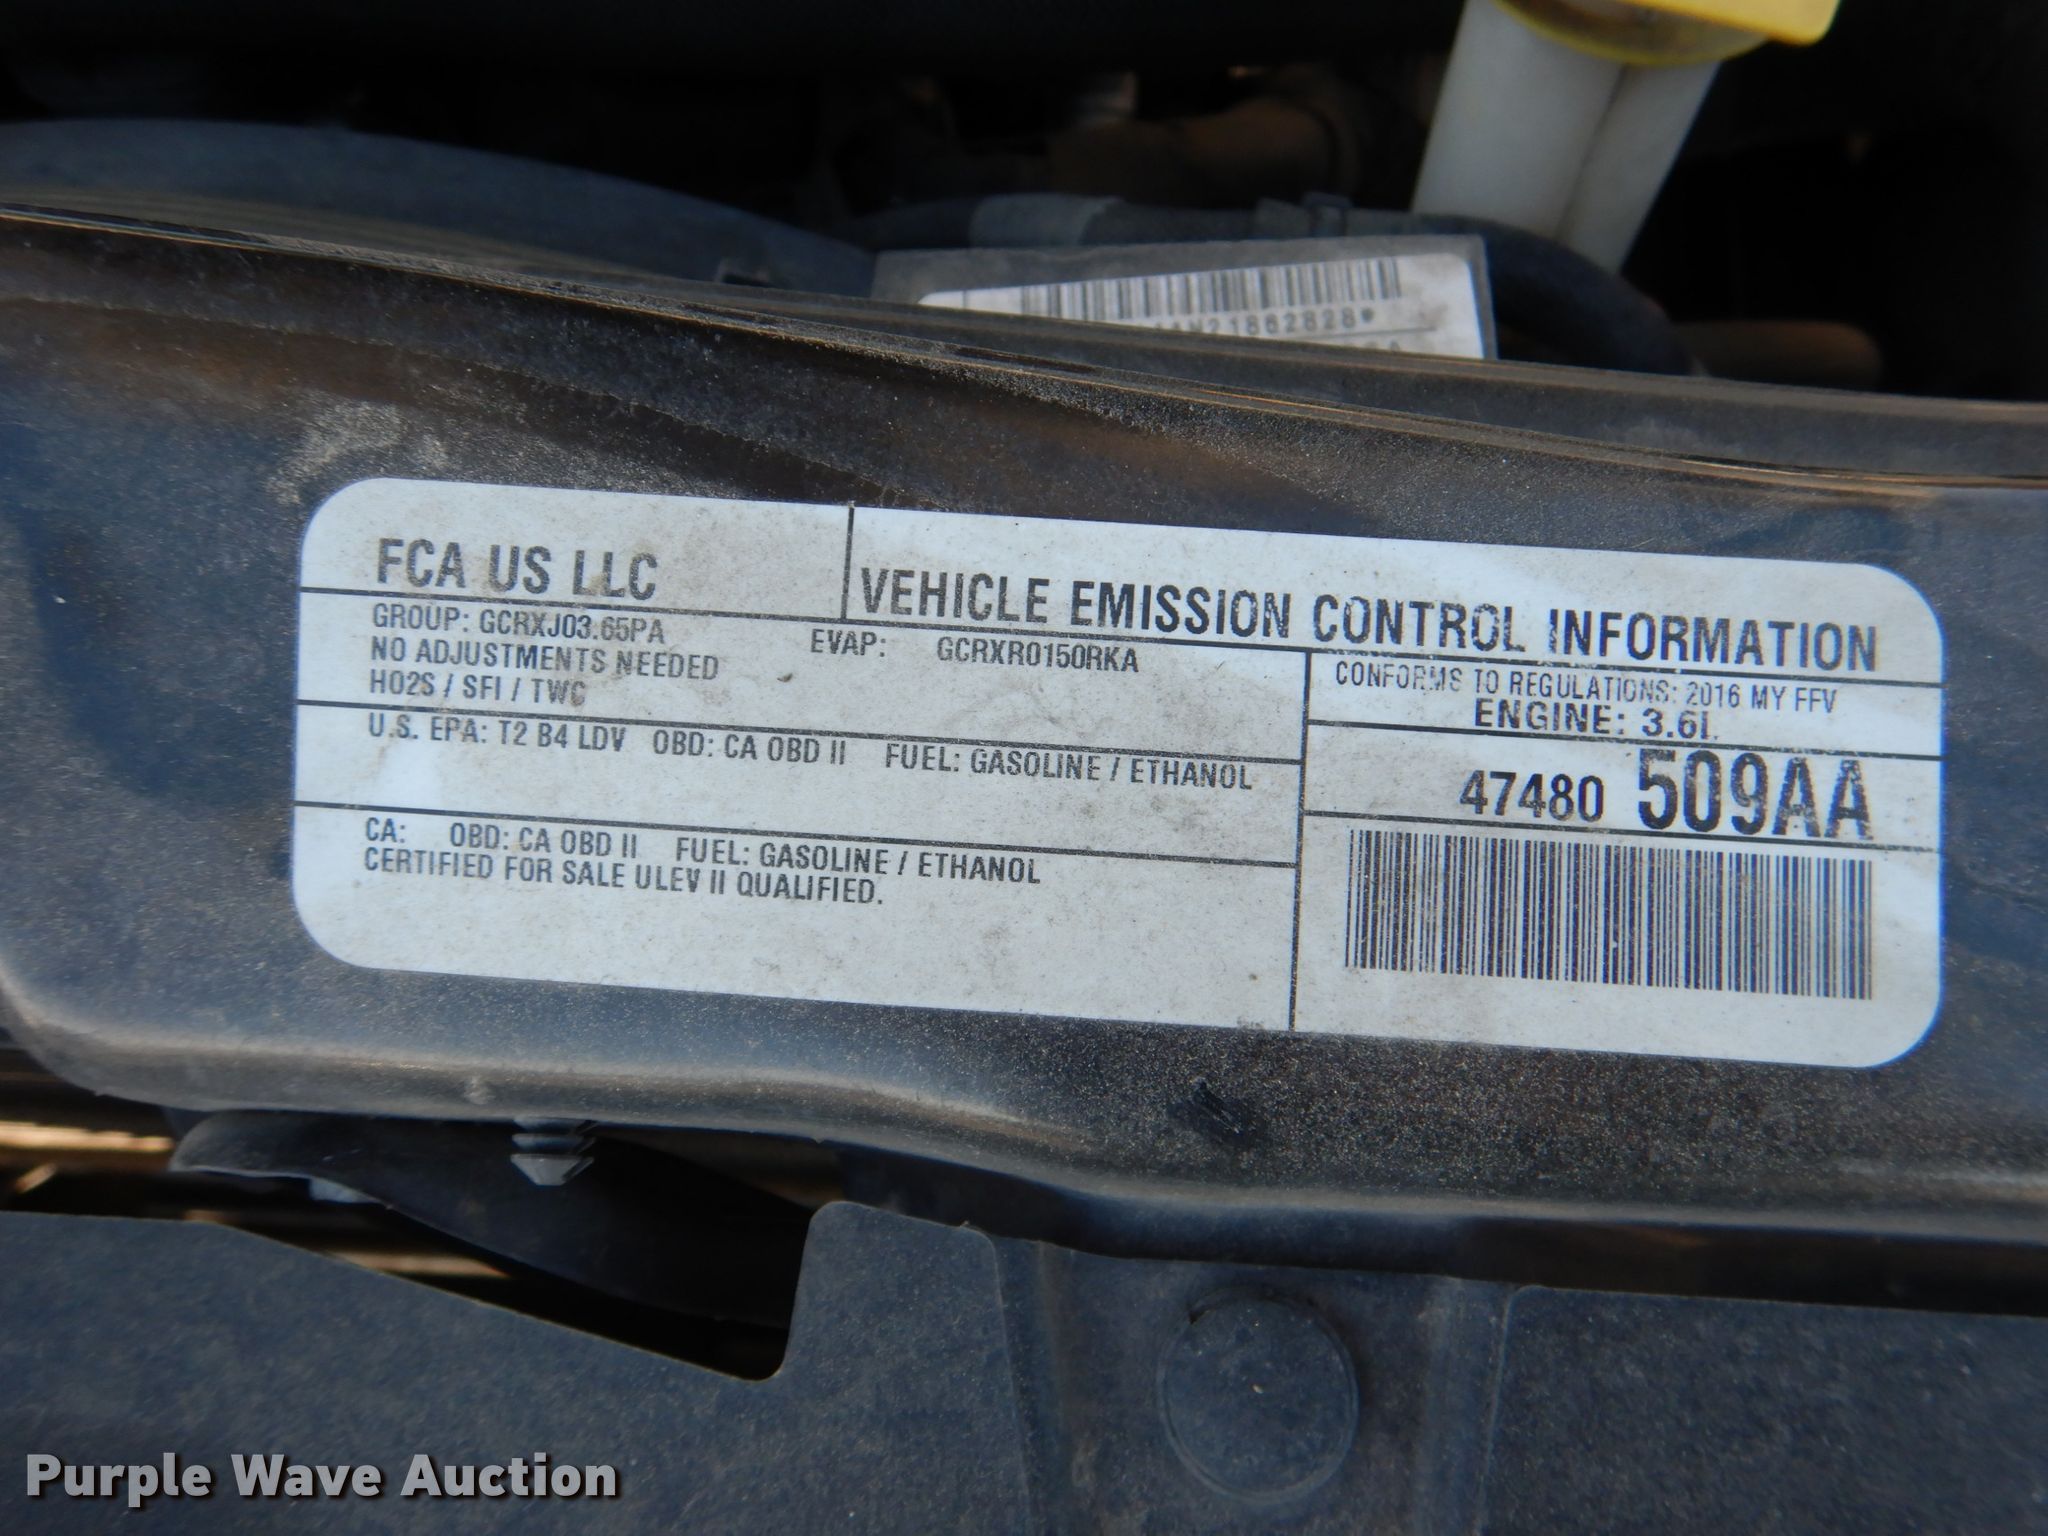 21862828*
FCA US LLC
VEHICLE EMISSION CONTROL INFORMATION
GROUP: GCRXJ03.65PA
EVAP: GCRXR0150RKA
NO ADJUSTMENTS NEEDED
HO2S / SFI / TWC
CONFORMS TO REGULATIONS: 2016 MY FFV
ENGINE: 3.6L
U.S. EPA: T2 B4 LDV OBD: CA OBD II FUEL: GASOLINE / ETHANOL
47480 509AA
CA: OBD: CA OBD II FUEL: GASOLINE / ETHANOL
CERTIFIED FOR SALE ULEV II QUALIFIED.
Purple Wave Auction